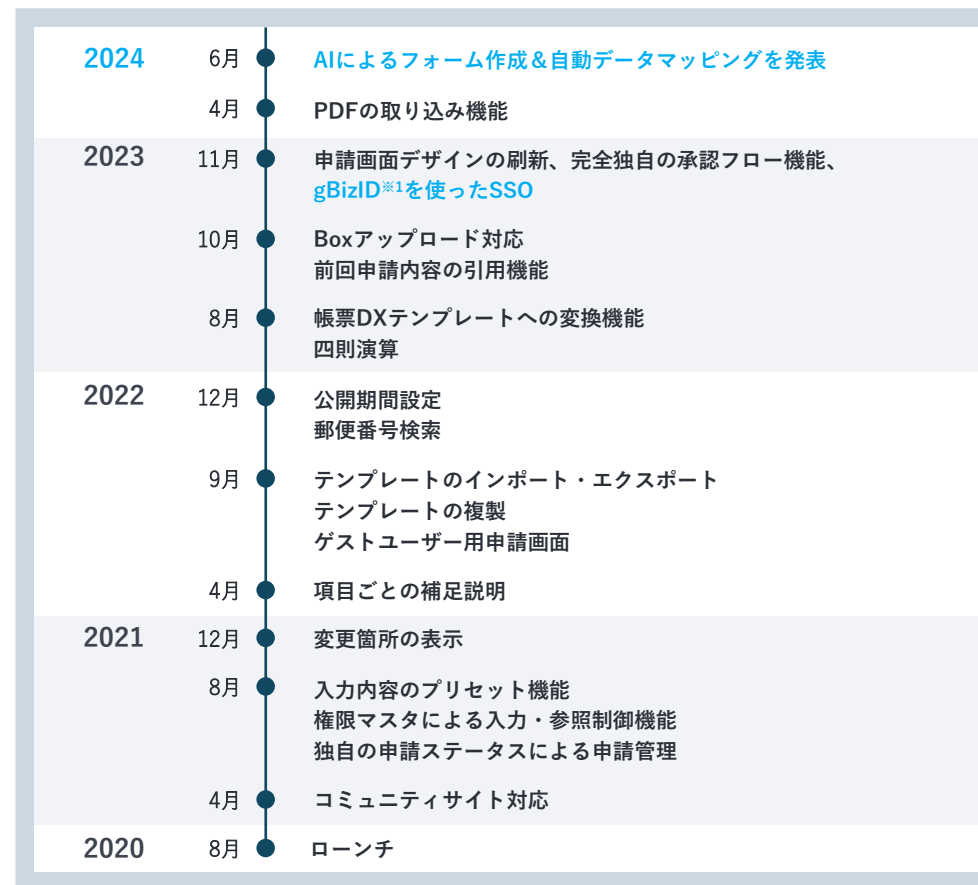 2024 6月 AIによるフォーム作成&自動データマッピングを発表
4月 PDFの取り込み機能
2023 11月 申請画面デザインの刷新、完全独自の承認フロー機能、
gBizID※1を使ったSSO
10月 Boxアップロード対応
前回申請内容の引用機能
8月 帳票DXテンプレートへの変換機能
四則演算
2022 12月 公開期間設定
郵便番号検索
9月 テンプレートのインポート・エクスポート
テンプレートの複製
ゲストユーザー用申請画面
4月 項目ごとの補足説明
2021 12月 変更箇所の表示
8月 入力内容のプリセット機能
権限マスタによる入力・参照制御機能
独自の申請ステータスによる申請管理
4月 コミュニティサイト対応
2020 8月 ローンチ